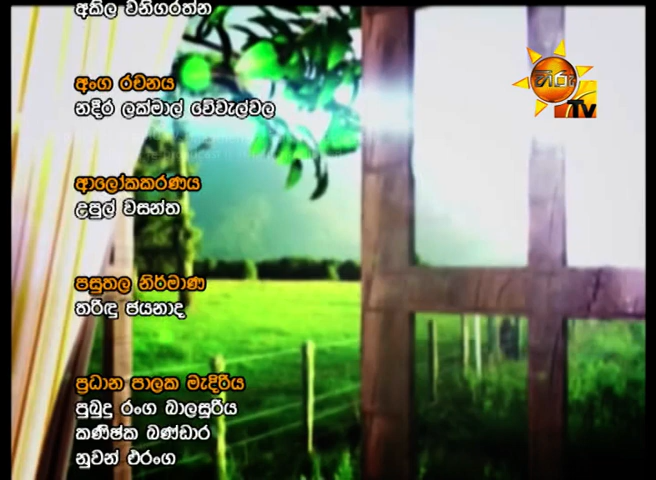 අකිල වනිගරත්න
අංග රචනය
නදීර ලක්මාල් වේවැල්වල
ආලෝකකරණය
උපුල් වසන්ත
පසුතල නිර්මාණ
තරිඳු ජයනාද
ප්‍රධාන පාලක මැදිරිය
පුබුදු රංග බාලසූරිය
කණිෂ්ක බණ්ඩාර
නුවන් එරංග
හිරු
Tv